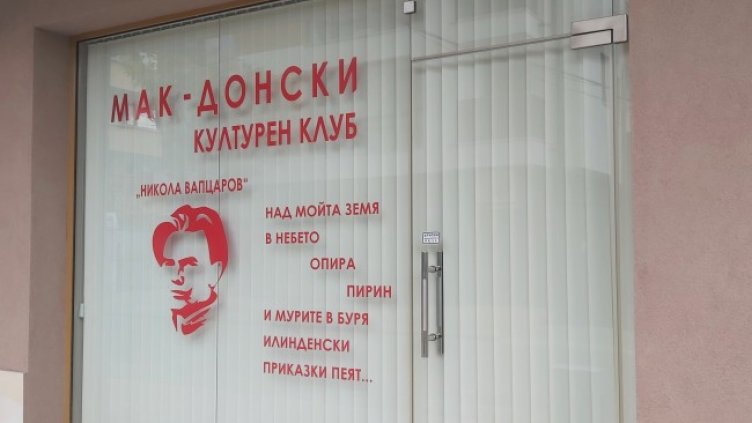 МАК-ДОНСКИ
КУЛТУРЕН КЛУБ
„НИКОЛА ВАПЦАРОВ“
НАД МОЙТА ЗЕМЯ
В НЕБЕТО
ОПИРА
ПИРИН
И МУРИТЕ В БУРЯ
ИЛИНДЕНСКИ
ПРИКАЗКИ ПЕЯТ...